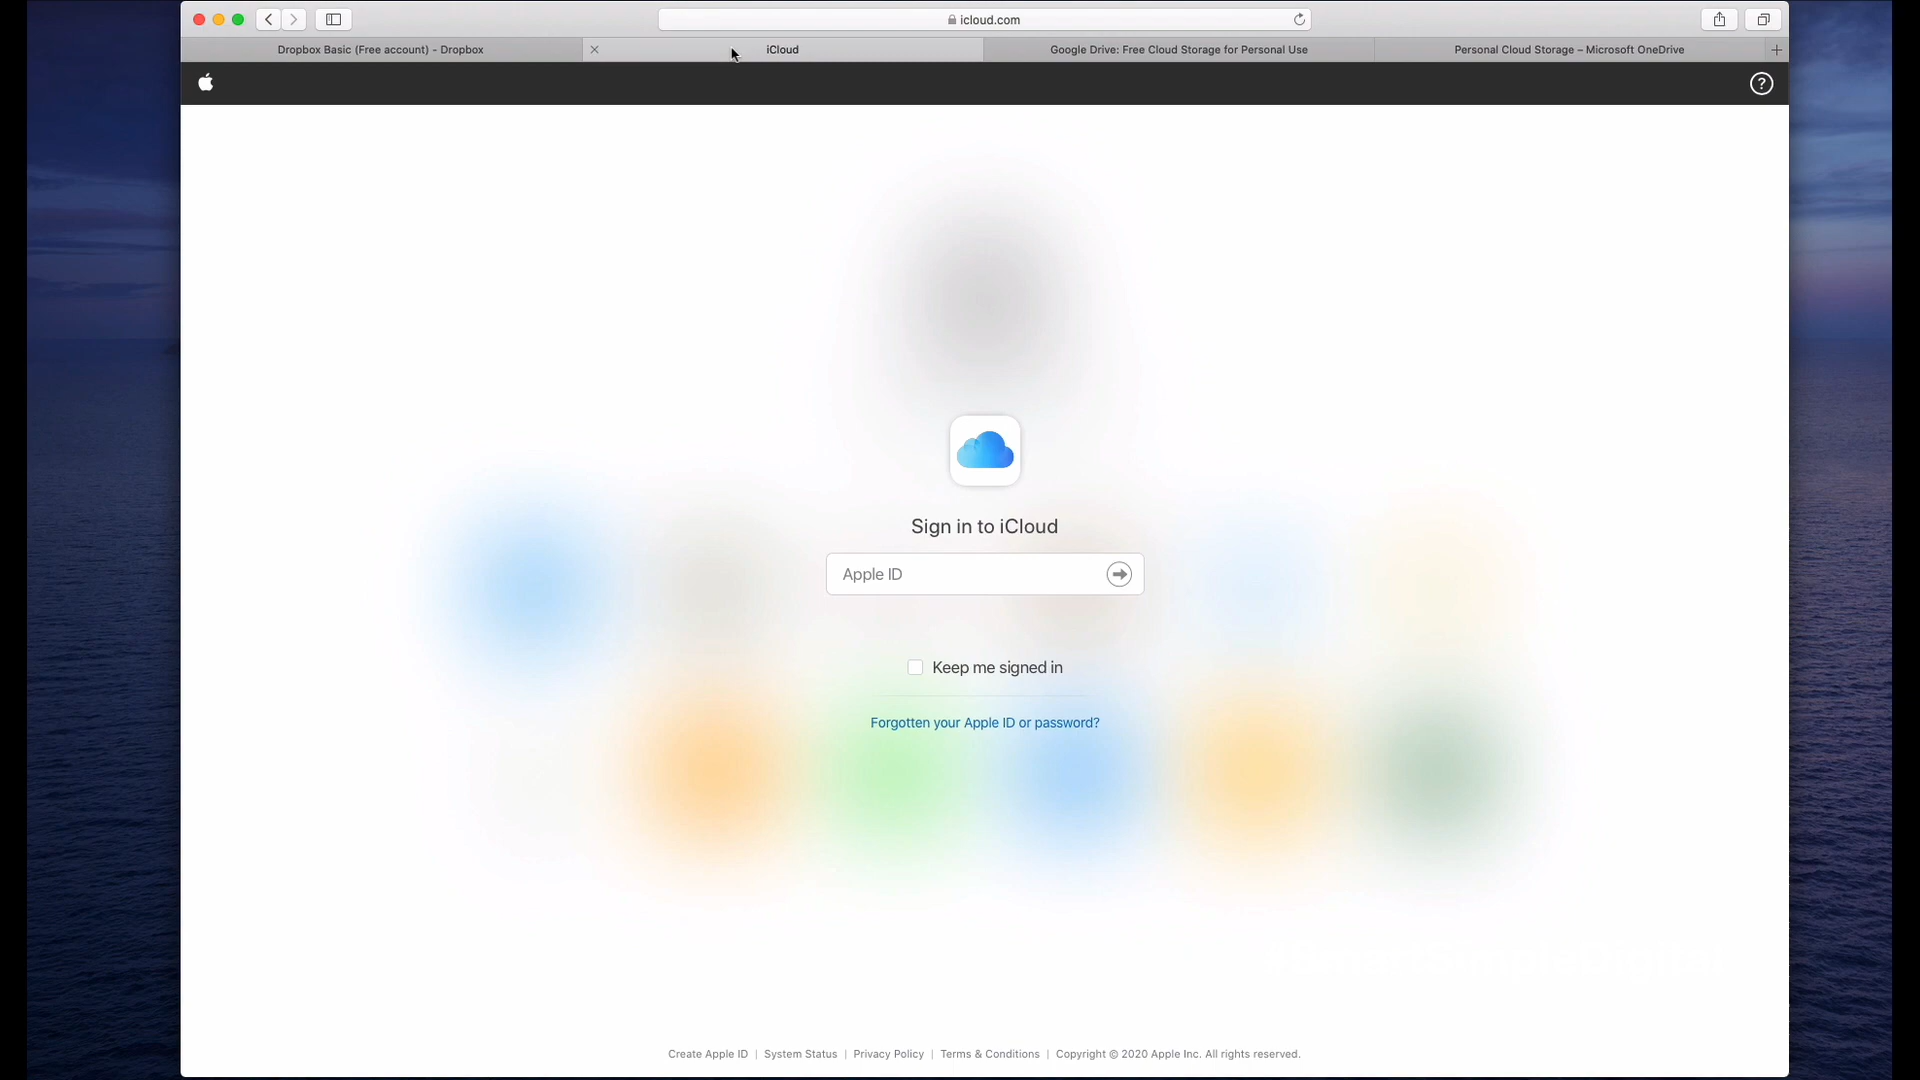 icloud.com
Dropbox Basic (Free account) - Dropbox
iCloud
Google Drive: Free Cloud Storage for Personal Use
Personal Cloud Storage – Microsoft OneDrive
?
Sign in to iCloud
Apple ID
Keep me signed in
Forgotten your Apple ID or password?
Create Apple ID | System Status | Privacy Policy | Terms & Conditions | Copyright © 2020 Apple Inc. All rights reserved.